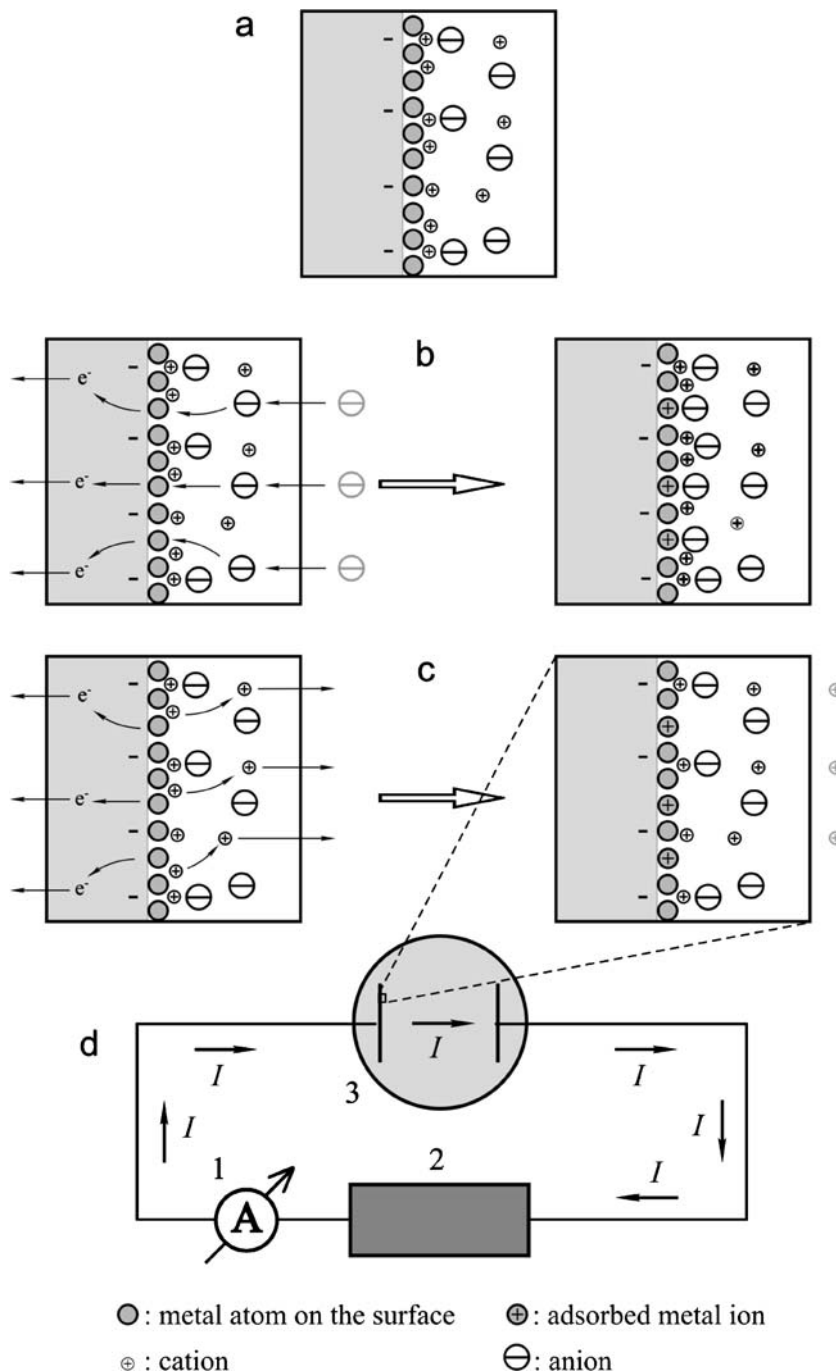 a
b
e-
e-
e-
c
e-
e-
e-
d
I
I
I
3
I
I
1
2
I
A
: metal atom on the surface
: adsorbed metal ion
: cation
: anion